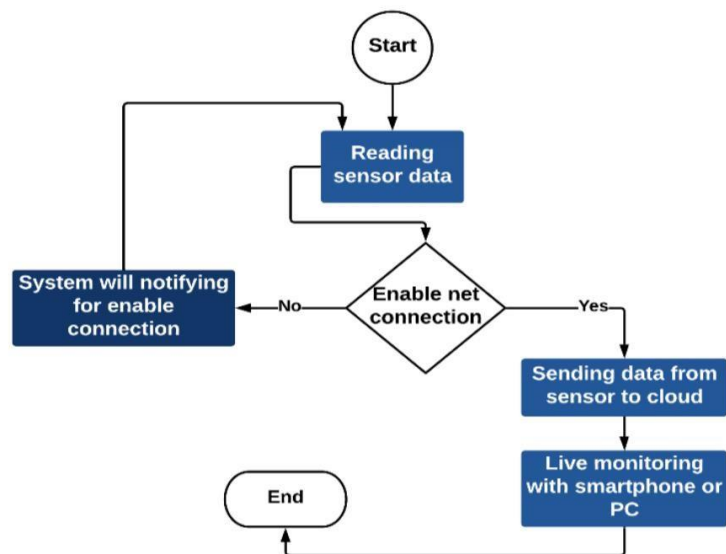 Start
Reading
sensor data
Enable net
connection
No
System will notifying
for enable
connection
Yes
Sending data from
sensor to cloud
Live monitoring
with smartphone or
PC
End